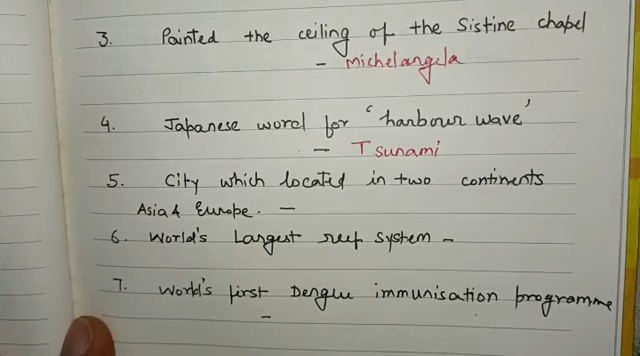 3. Painted the ceiling of the Sistine chapel
- Michelangela
4. Japanese word for 'harbour wave'
- Tsunami
5. City which located in two continents
Asia & Europe. -
6. World's Largest reef system -
7. World's first Dengue immunisation programme
-